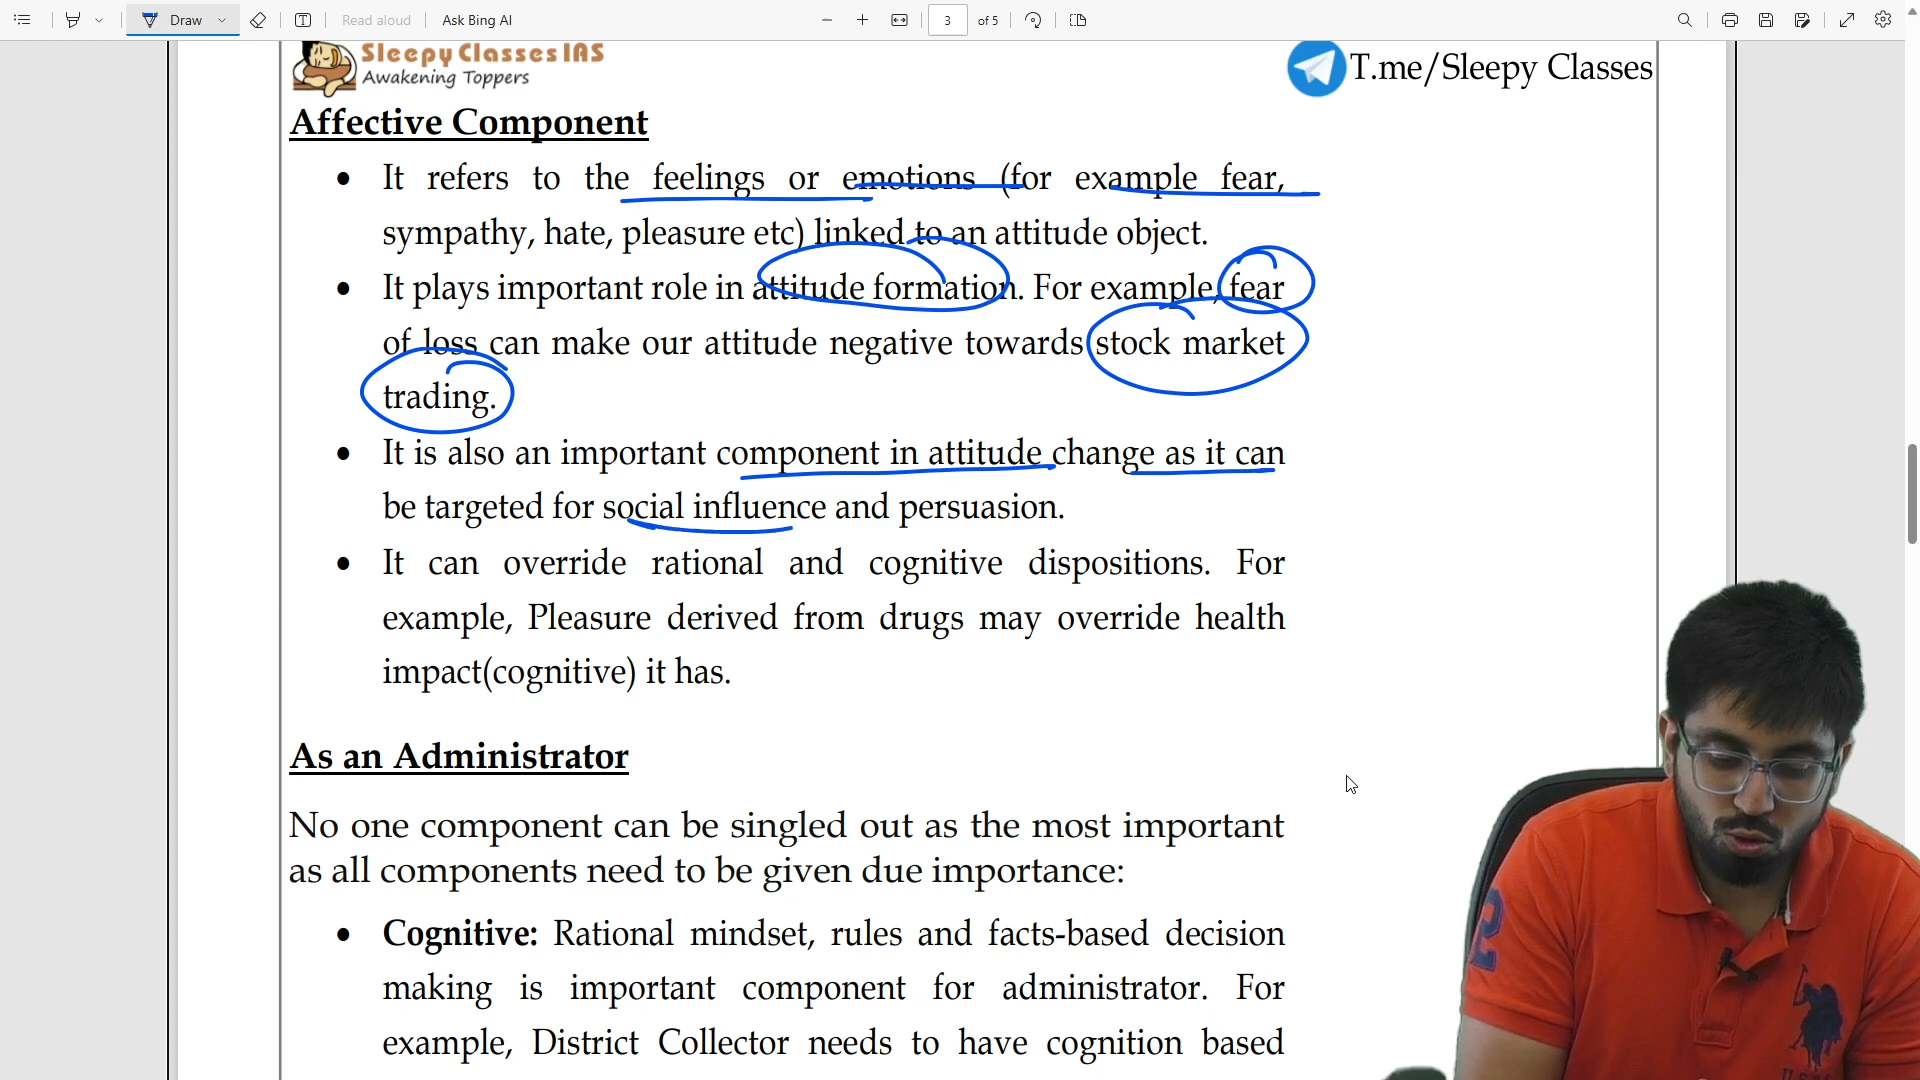 Draw
Read aloud
Ask Bing AI
3
of 5
Sleepy Classes IAS
Awakening Toppers
T.me/Sleepy Classes
Affective Component
• It refers to the feelings or emotions (for example fear,
sympathy, hate, pleasure etc) linked to an attitude object.
• It plays important role in attitude formation. For example, fear
of loss can make our attitude negative towards stock market
trading.
• It is also an important component in attitude change as it can
be targeted for social influence and persuasion.
• It can override rational and cognitive dispositions. For
example, Pleasure derived from drugs may override health
impact(cognitive) it has.
As an Administrator
No one component can be singled out as the most important
as all components need to be given due importance:
• Cognitive: Rational mindset, rules and facts-based decision
making is important component for administrator. For
example, District Collector needs to have cognition based
2